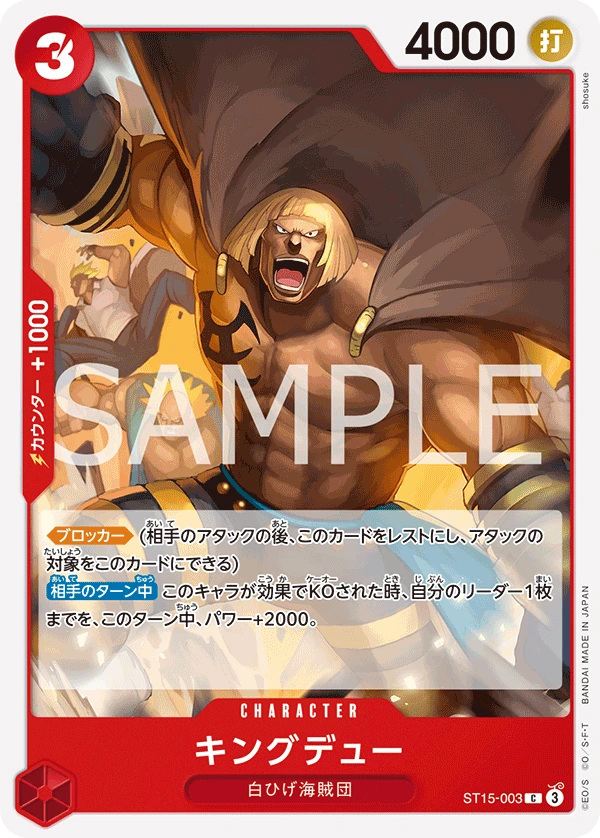 3
4000 打
shosuke
カウンター +1000
SAMPLE
ブロッカー (相手のアタックの後、このカードをレストにし、アタックの
対象をこのカードにできる)
相手のターン中 このキャラが効果でKOされた時、自分のリーダー1枚
までを、このターン中、パワー+2000。
CHARACTER
キングデュー
白ひげ海賊団
ST15-003 C 3
©E.O/S ©O/S・F・T BANDAI MADE IN JAPAN